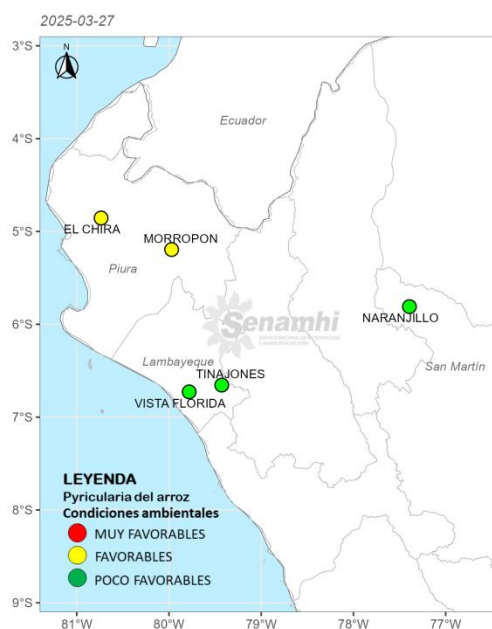 2025-03-27
3°S
N
Ecuador
4°S
5°S
EL CHIRA
MORROPON
Piura
6°S
Senamhi
NARANJILLO
Lambayeque
TINAJONES
San Martín
VISTA FLORIDA
7°S
LEYENDA
Pyricularia del arroz
Condiciones ambientales
MUY FAVORABLES
8°S
FAVORABLES
POCO FAVORABLES
9°S
81°W 80°W 79°W 78°W 77°W